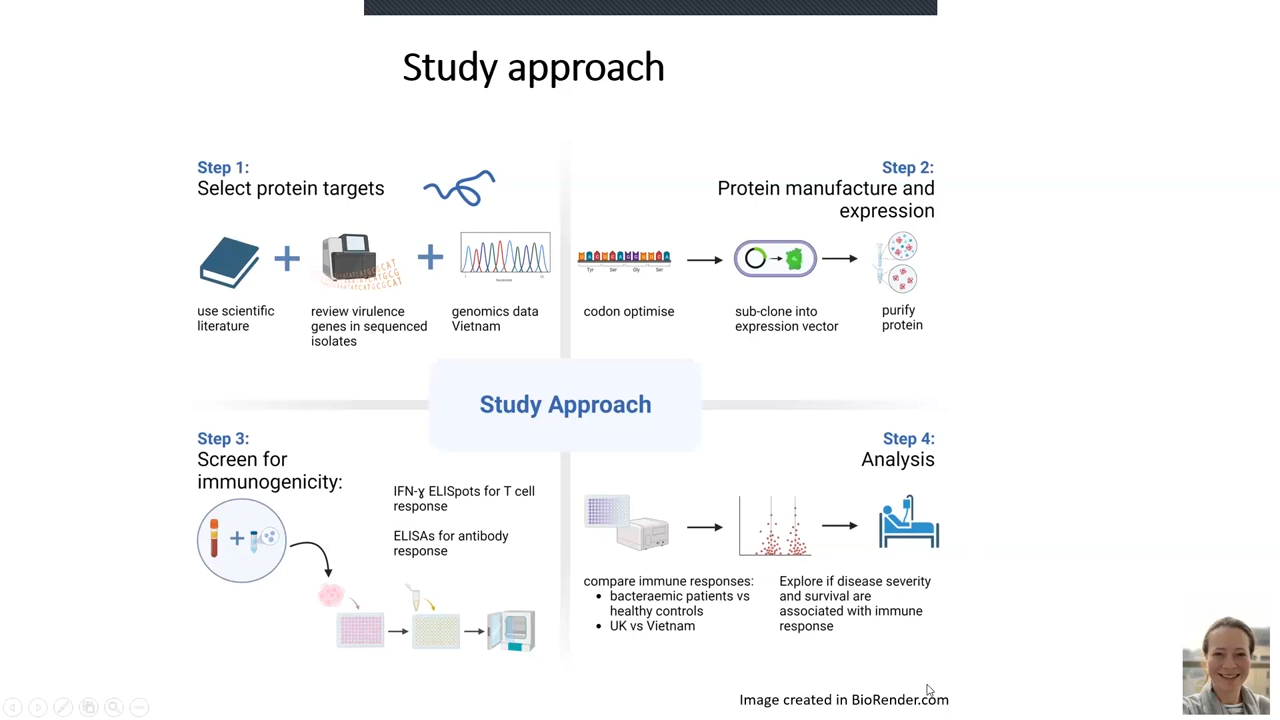 Study approach
Step 1:
Select protein targets
use scientific
literature
review virulence
genes in sequenced
isolates
genomics data
Vietnam
Step 2:
Protein manufacture and
expression
Tyr Ser Gly Ser
codon optimise
sub-clone into
expression vector
purify
protein
Study Approach
Step 3:
Screen for
immunogenicity:
IFN-ɣ ELISpots for T cell
response
ELISAs for antibody
response
Step 4:
Analysis
compare immune responses:
• bacteraemic patients vs
healthy controls
• UK vs Vietnam
Explore if disease severity
and survival are
associated with immune
response
Image created in BioRender.com